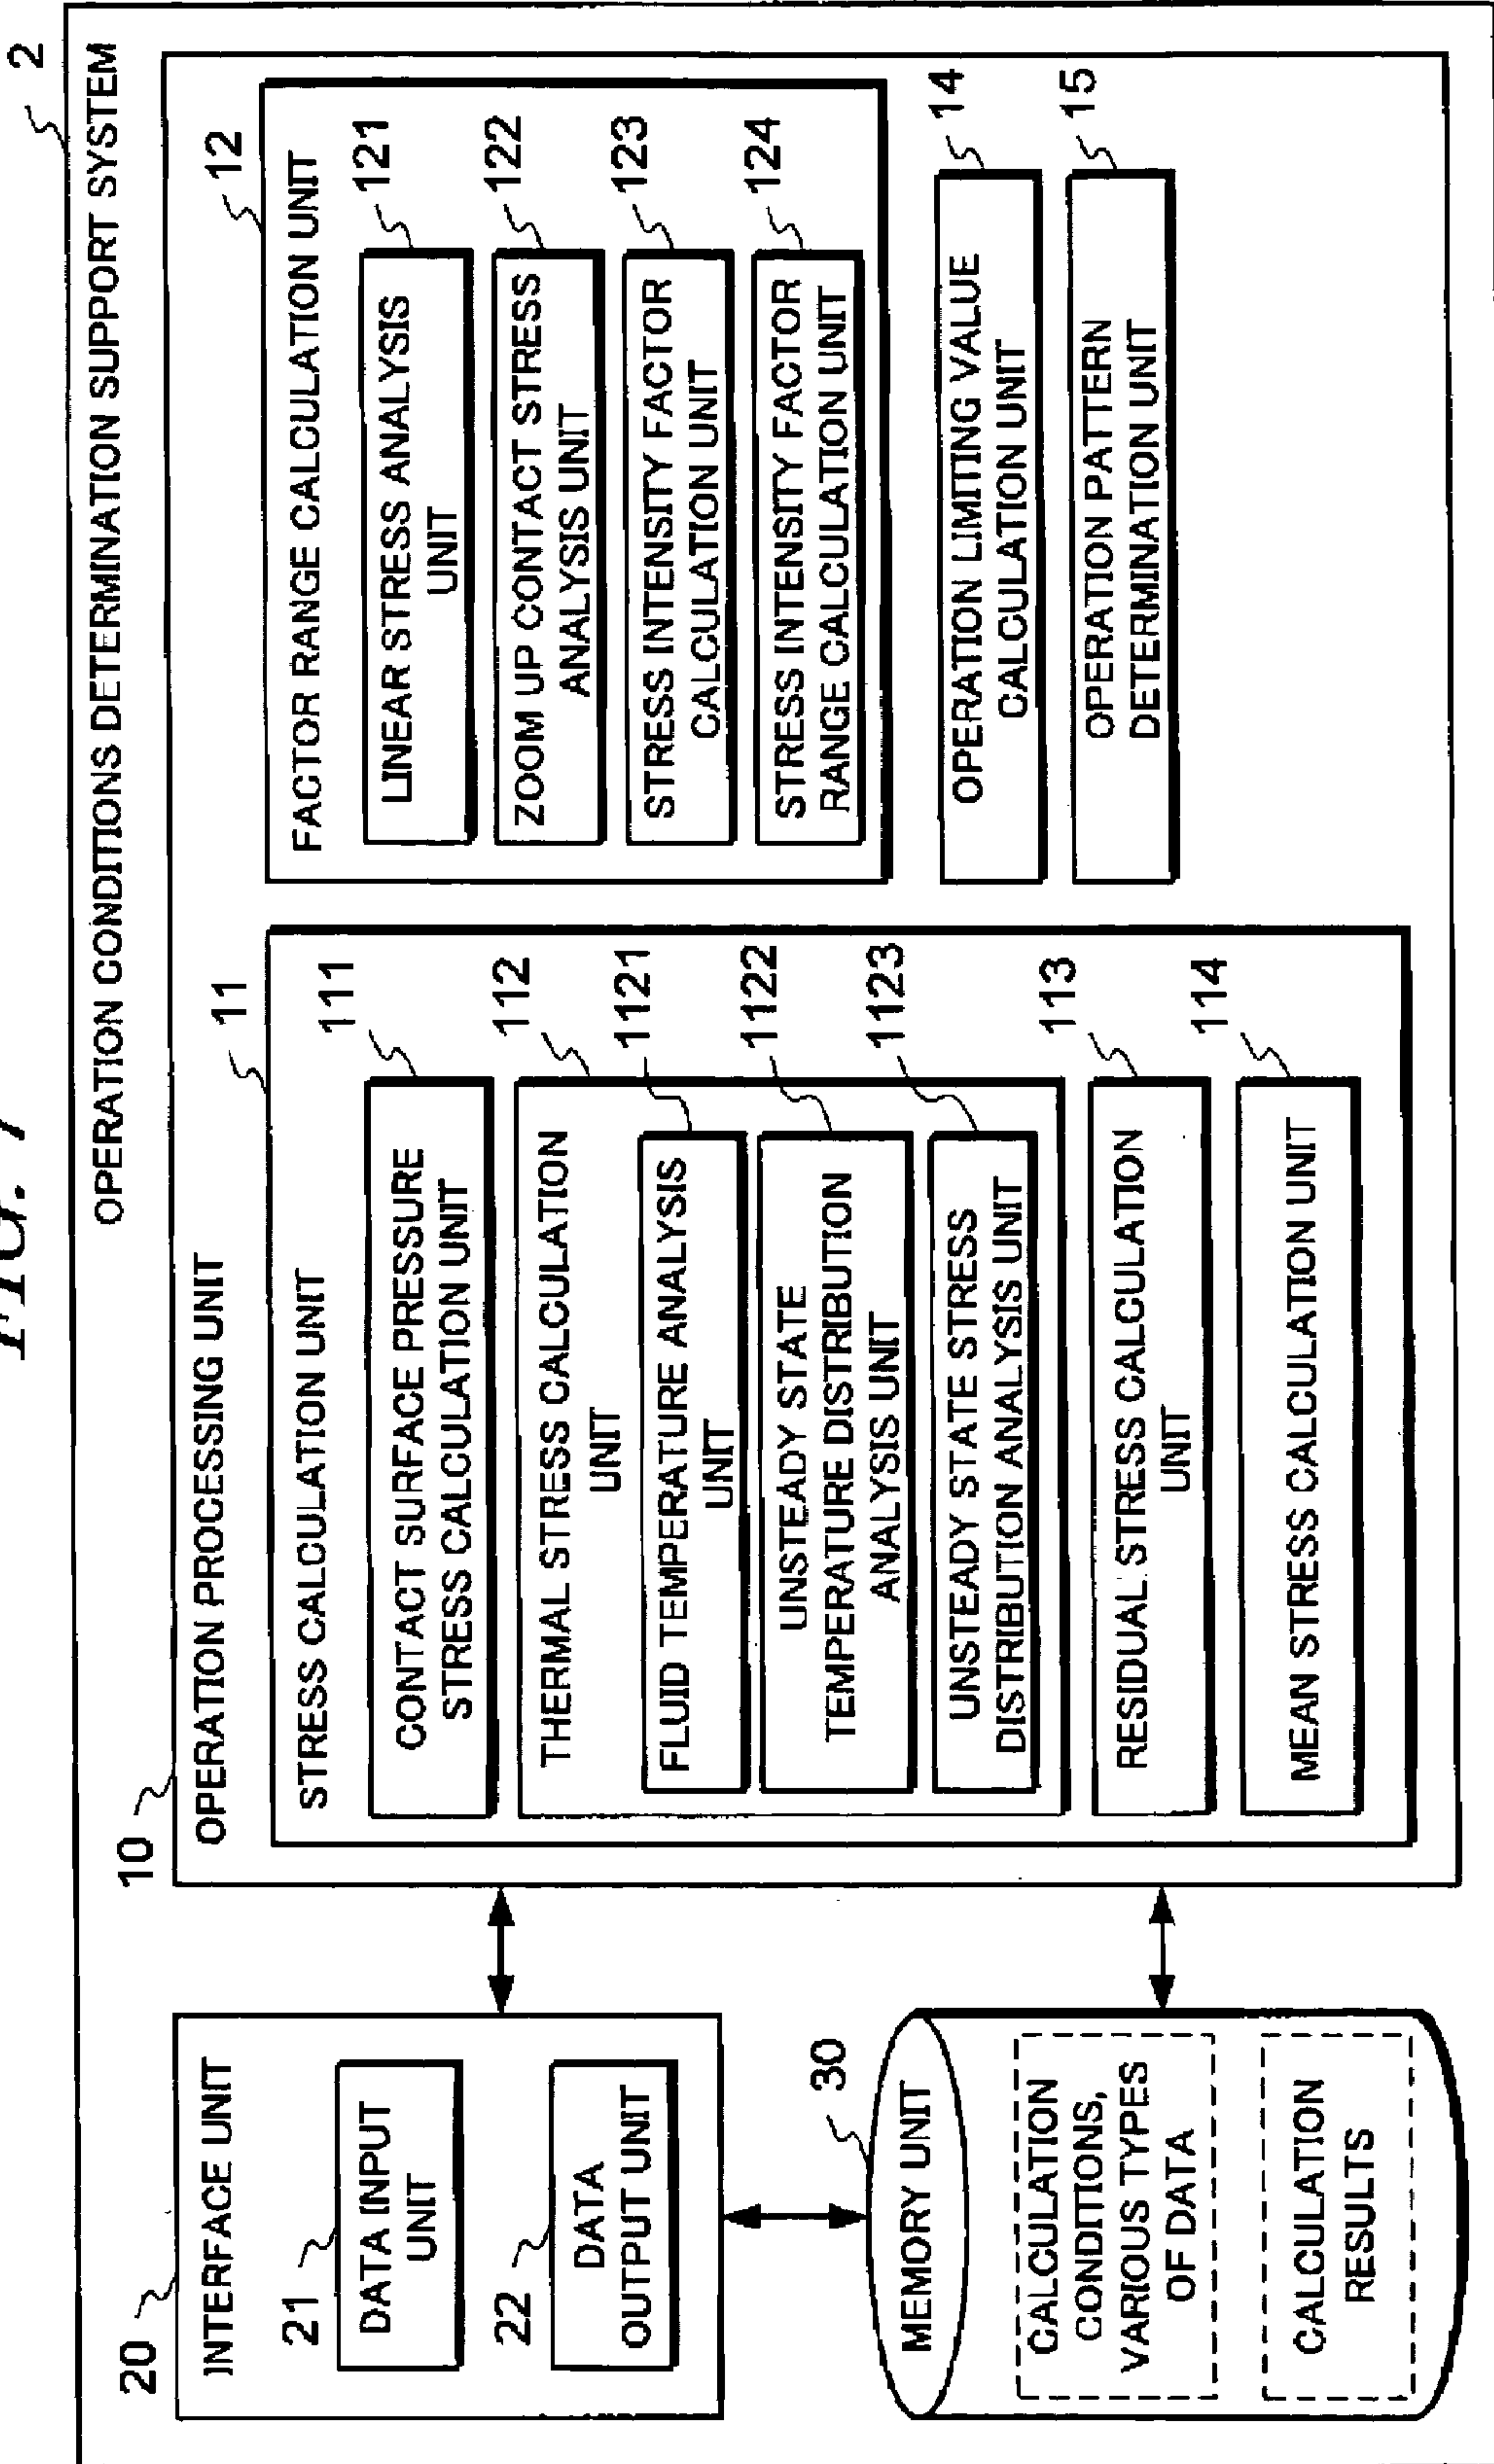 FIG. 7
2
OPERATION CONDITIONS DETERMINATION SUPPORT SYSTEM
20
INTERFACE UNIT
21
DATA INPUT
UNIT
22
DATA
OUTPUT UNIT
30
MEMORY UNIT
CALCULATION
CONDITIONS,
VARIOUS TYPES
OF DATA
CALCULATION
RESULTS
10
OPERATION PROCESSING UNIT
11
STRESS CALCULATION UNIT
111
CONTACT SURFACE PRESSURE
STRESS CALCULATION UNIT
112
THERMAL STRESS CALCULATION
UNIT
1121
FLUID TEMPERATURE ANALYSIS
UNIT
1122
UNSTEADY STATE
TEMPERATURE DISTRIBUTION
ANALYSIS UNIT
1123
UNSTEADY STATE STRESS
DISTRIBUTION ANALYSIS UNIT
113
RESIDUAL STRESS CALCULATION
UNIT
114
MEAN STRESS CALCULATION UNIT
12
FACTOR RANGE CALCULATION UNIT
121
LINEAR STRESS ANALYSIS
UNIT
122
ZOOM UP CONTACT STRESS
ANALYSIS UNIT
123
STRESS INTENSITY FACTOR
CALCULATION UNIT
124
STRESS INTENSITY FACTOR
RANGE CALCULATION UNIT
14
OPERATION LIMITING VALUE
CALCULATION UNIT
15
OPERATION PATTERN
DETERMINATION UNIT